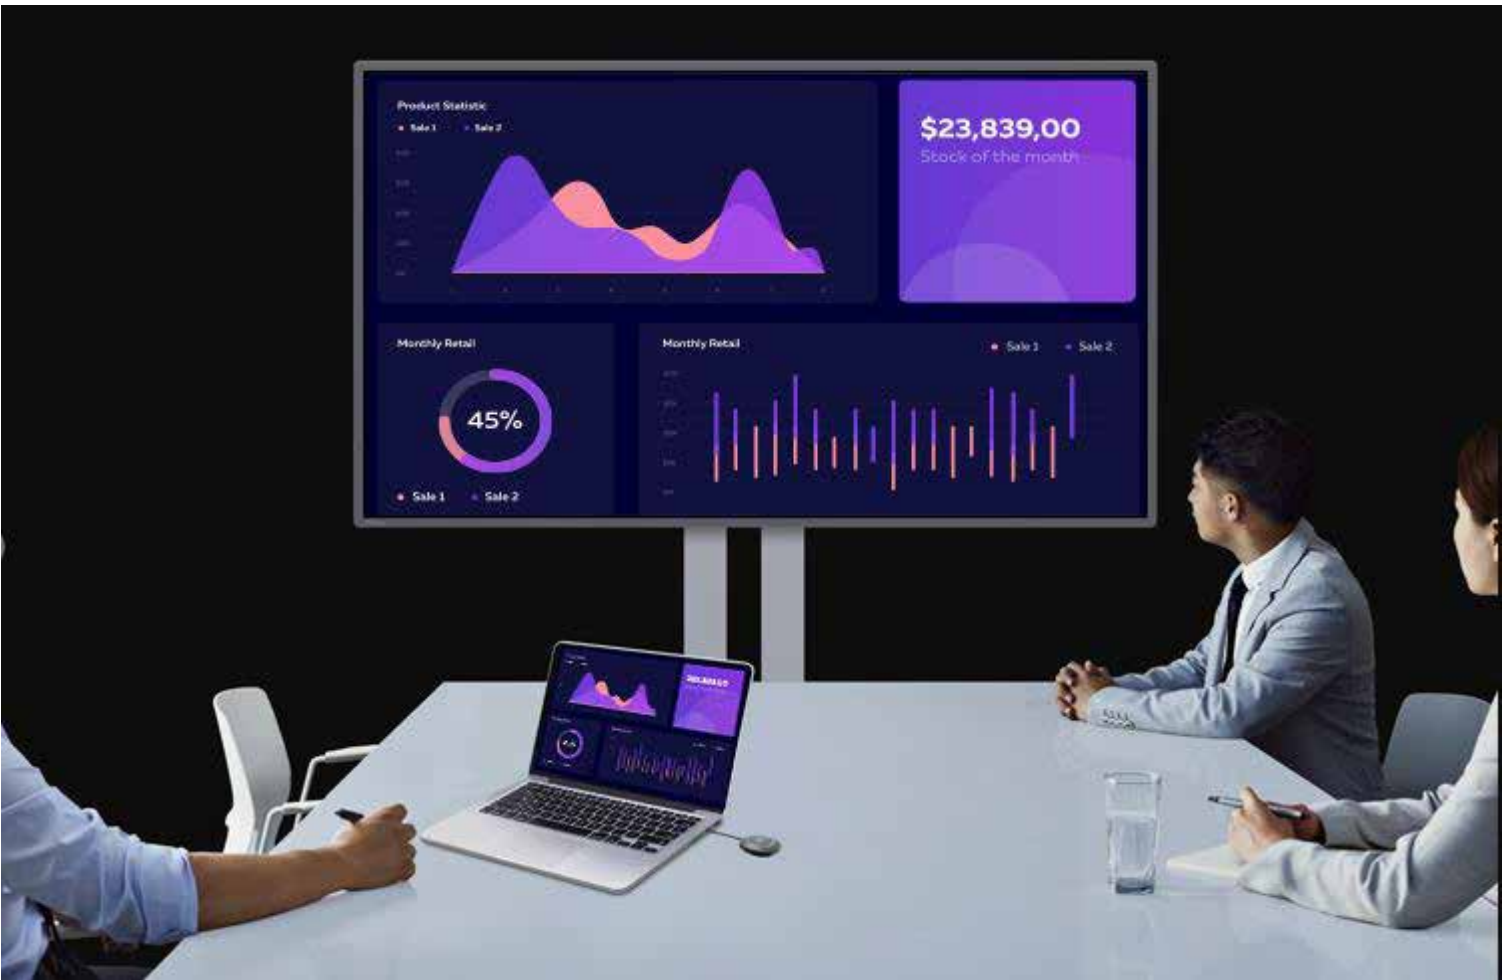 Product Statistic
Sale 1 Sale 2
$23,839,00
Stock of the month
Monthly Retail
45%
Sale 1 Sale 2
Monthly Retail
Sale 1 Sale 2